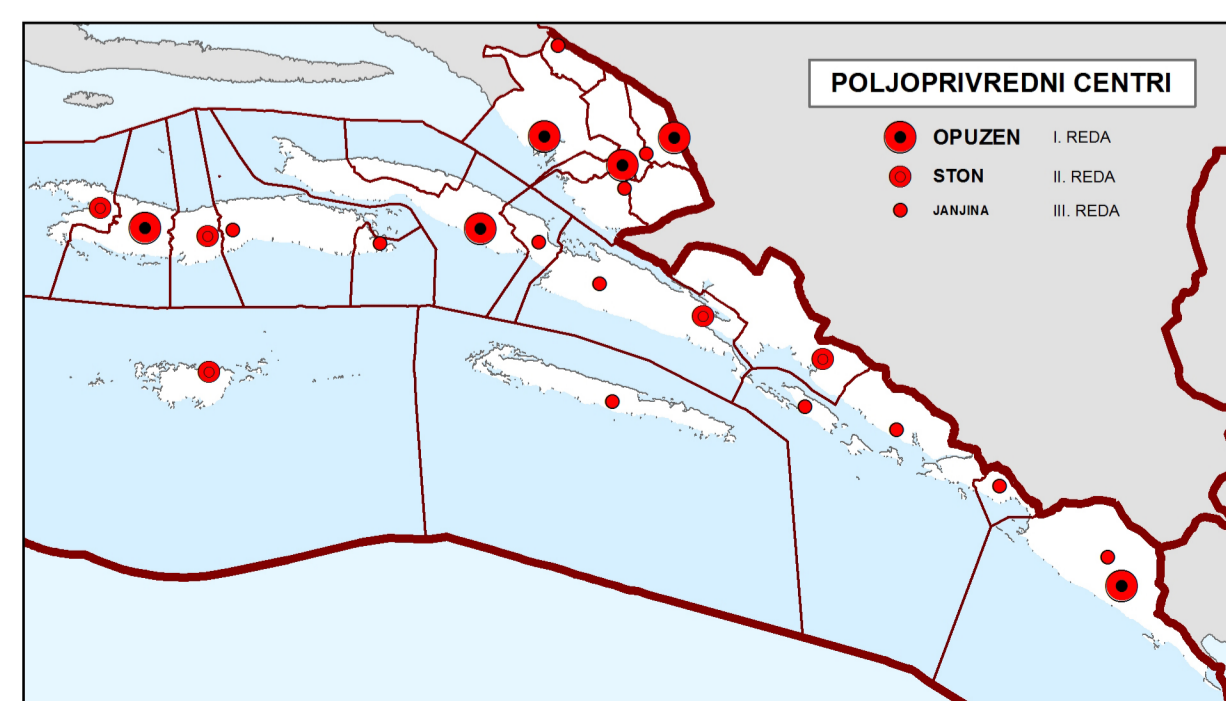 POLJOPRIVREDNI CENTRI
OPUZEN I. REDA
STON II. REDA
JANJINA III. REDA